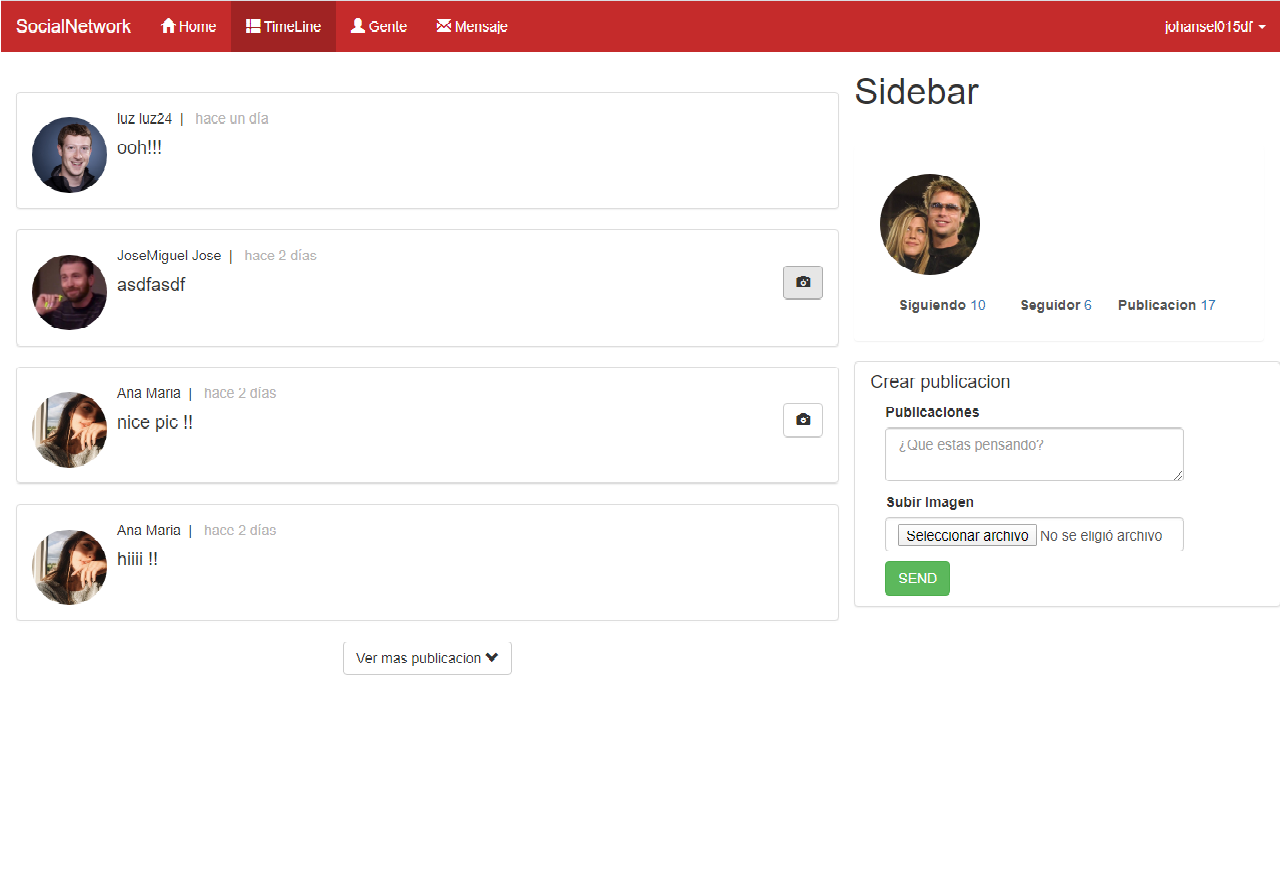 SocialNetwork Home TimeLine Gente Mensaje johansel015df
luz luz24 | hace un día
ooh!!!
JoseMiguel Jose | hace 2 días
asdfasdf
Ana Maria | hace 2 días
nice pic !!
Ana Maria | hace 2 días
hiiii !!
Ver mas publicacion
Sidebar
Siguiendo 10 Seguidor 6 Publicacion 17
Crear publicacion
Publicaciones
¿Que estas pensando?
Subir Imagen
Seleccionar archivo No se eligió archivo
SEND